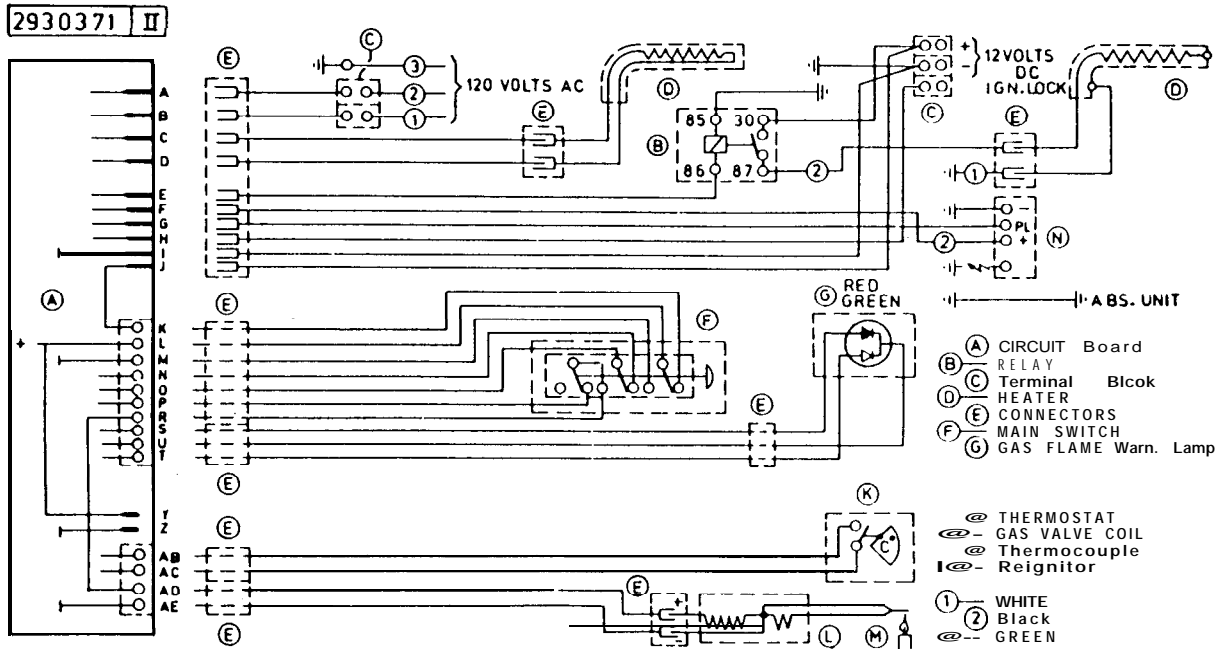 2930371 II
A
B
C
D
E
F
G
H
I
J
K
L
M
N
O
P
R
S
U
T
Y
Z
AB
AC
AD
AE
A
+
E
C
3
2
1
120 VOLTS AC
E
D
B
85
30
86
87
2
C
+
-
12VOLTS
DC
IGN.LOCK
D
E
1
-
PL
+
2
N
ABS. UNIT
E
F
G
RED
GREEN
E
E
A CIRCUIT Board
B RELAY
C Terminal Blcok
D HEATER
E CONNECTORS
F MAIN SWITCH
G GAS FLAME Warn. Lamp
K
C°
E
E
E
+
-
L
M
@ THERMOSTAT
@- GAS VALVE COIL
@ Thermocouple
I@- Reignitor
1 WHITE
2 Black
@-- GREEN